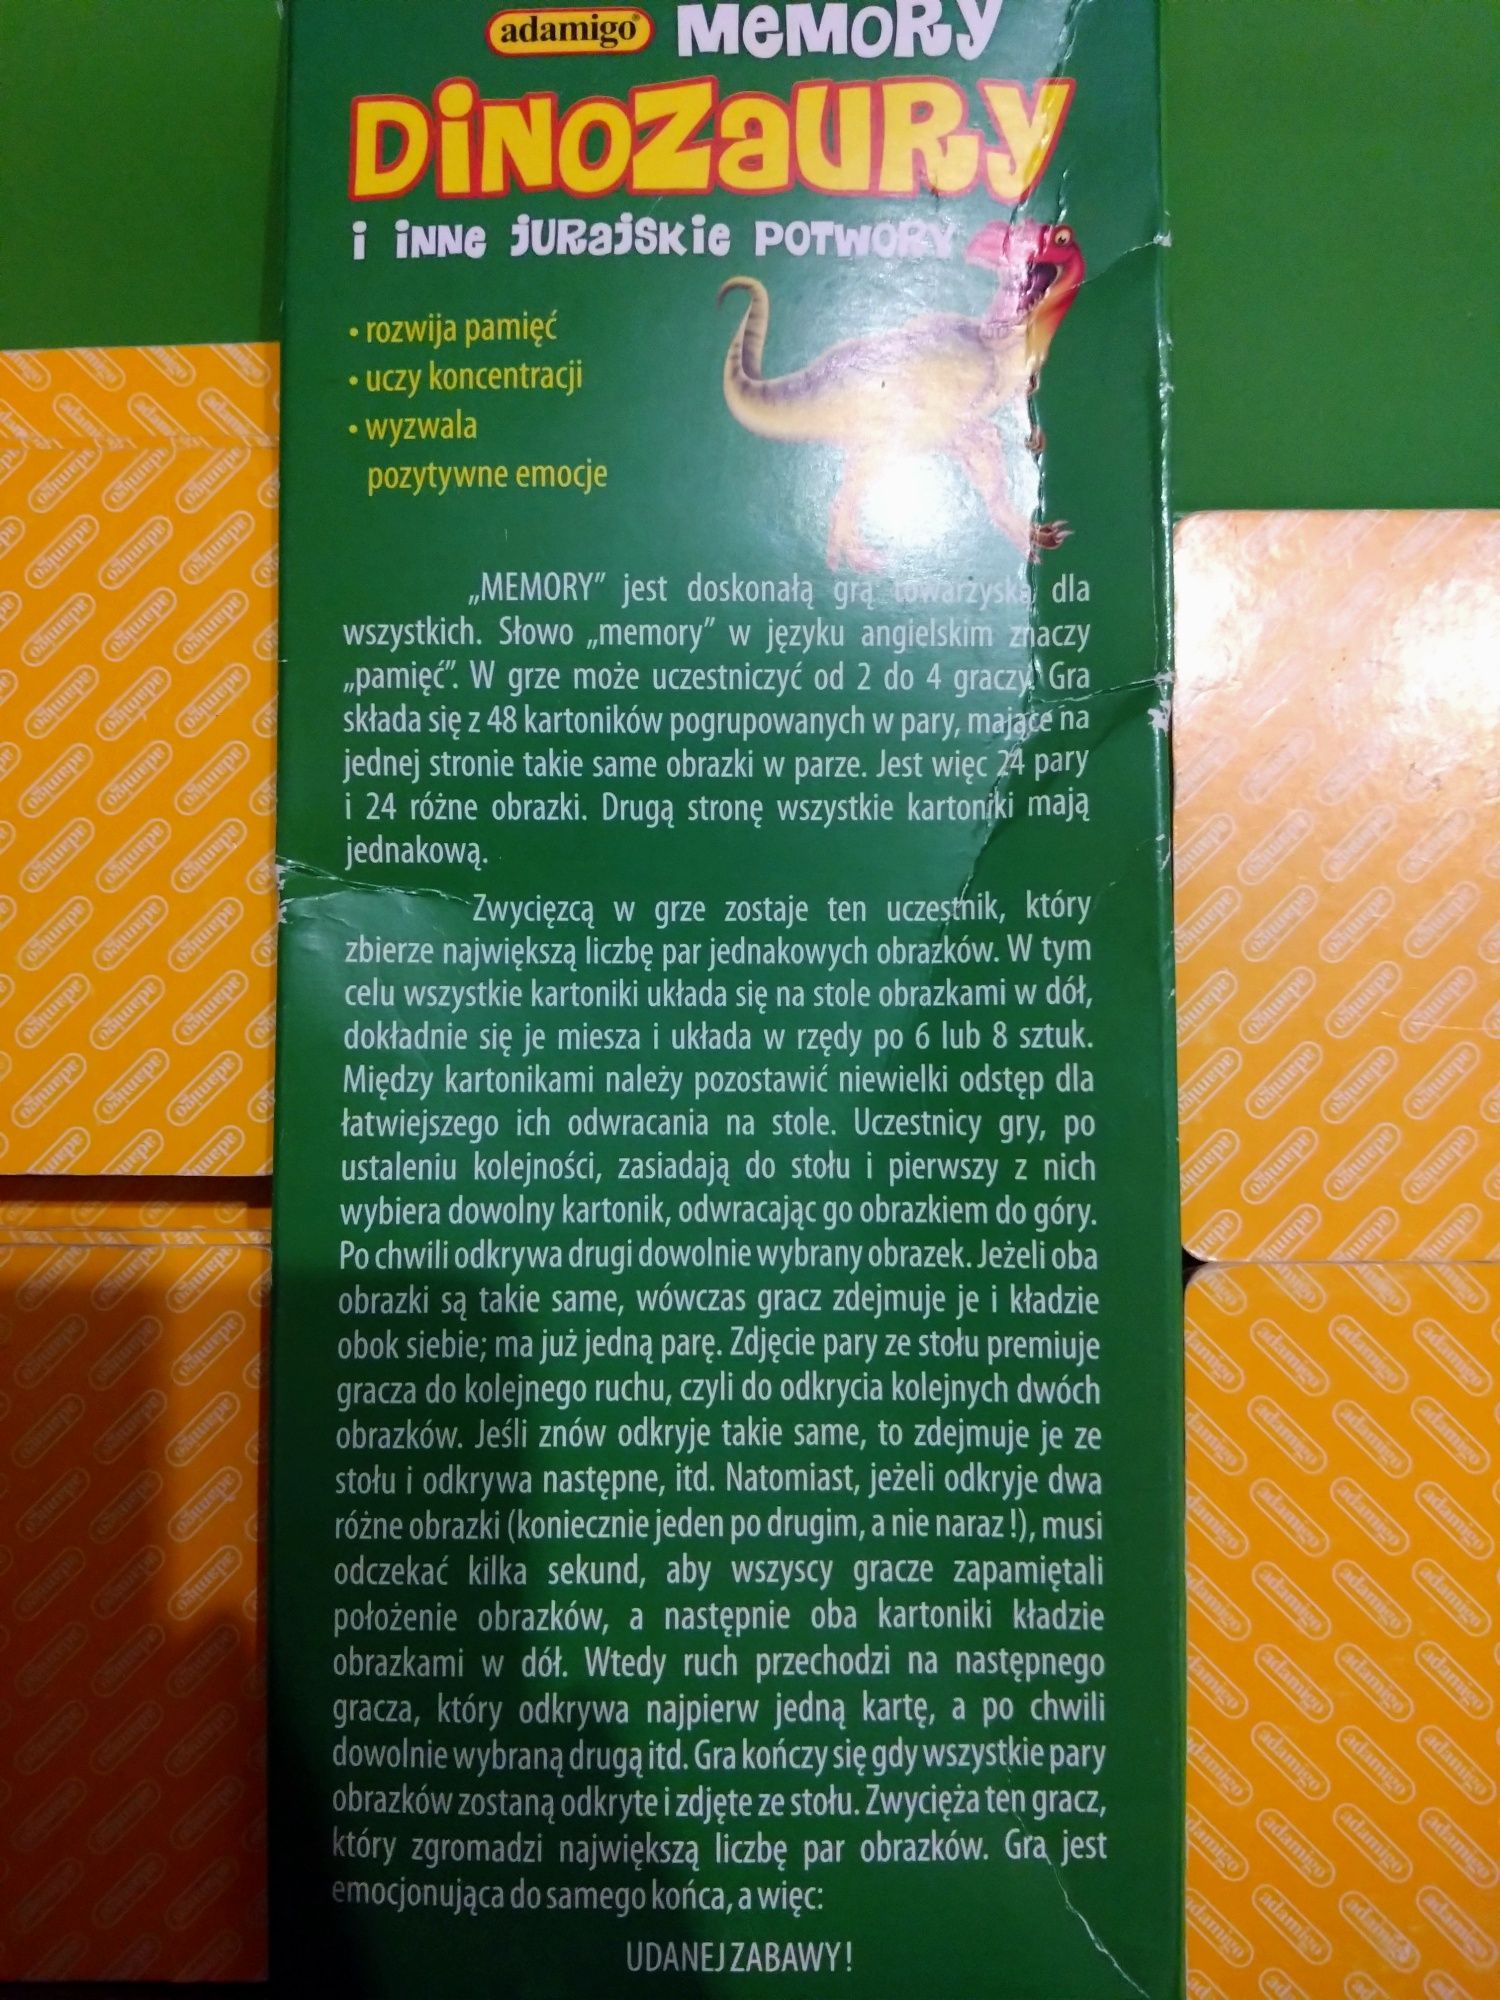 adamigo MEMORY
DINOZAURY
i inne jurajskie potwory
• rozwija pamięć
• uczy koncentracji
• wyzwala
pozytywne emocje
„MEMORY” jest doskonałą grą towarzyską dla
wszystkich. Słowo „memory” w języku angielskim znaczy
„pamięć”. W grze może uczestniczyć od 2 do 4 graczy. Gra
składa się z 48 kartoników pogrupowanych w pary, mające na
jednej stronie takie same obrazki w parze. Jest więc 24 pary
i 24 różne obrazki. Drugą stronę wszystkie kartoniki mają
jednakową.
Zwycięzcą w grze zostaje ten uczestnik, który
zbierze największą liczbę par jednakowych obrazków. W tym
celu wszystkie kartoniki układa się na stole obrazkami w dół,
dokładnie się je miesza i układa w rzędy po 6 lub 8 sztuk.
Między kartonikami należy pozostawić niewielki odstęp dla
łatwiejszego ich odwracania na stole. Uczestnicy gry, po
ustaleniu kolejności, zasiadają do stołu i pierwszy z nich
wybiera dowolny kartonik, odwracając go obrazkiem do góry.
Po chwili odkrywa drugi dowolnie wybrany obrazek. Jeżeli oba
obrazki są takie same, wówczas gracz zdejmuje je i kładzie
obok siebie; ma już jedną parę. Zdjęcie pary ze stołu premiuje
gracza do kolejnego ruchu, czyli do odkrycia kolejnych dwóch
obrazków. Jeśli znów odkryje takie same, to zdejmuje je ze
stołu i odkrywa następne, itd. Natomiast, jeżeli odkryje dwa
różne obrazki (koniecznie jeden po drugim, a nie naraz !), musi
odczekać kilka sekund, aby wszyscy gracze zapamiętali
położenie obrazków, a następnie oba kartoniki kładzie
obrazkami w dół. Wtedy ruch przechodzi na następnego
gracza, który odkrywa najpierw jedną kartę, a po chwili
dowolnie wybraną drugą itd. Gra kończy się gdy wszystkie pary
obrazków zostaną odkryte i zdjęte ze stołu. Zwycięża ten gracz,
który zgromadzi największą liczbę par obrazków. Gra jest
emocjonująca do samego końca, a więc:
UDANEJ ZABAWY !